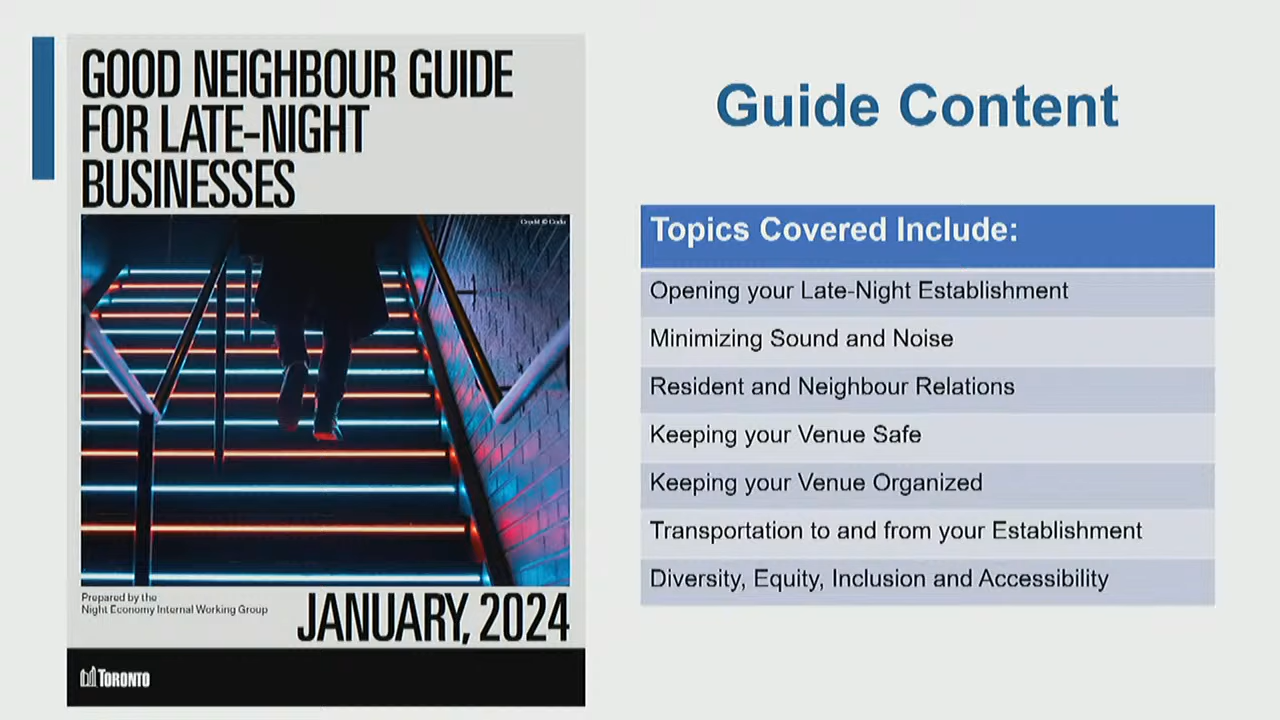 GOOD NEIGHBOUR GUIDE
FOR LATE-NIGHT
BUSINESSES
Prepared by the
Night Economy Internal Working Group
JANUARY, 2024
TORONTO
Guide Content
Topics Covered Include:
Opening your Late-Night Establishment
Minimizing Sound and Noise
Resident and Neighbour Relations
Keeping your Venue Safe
Keeping your Venue Organized
Transportation to and from your Establishment
Diversity, Equity, Inclusion and Accessibility